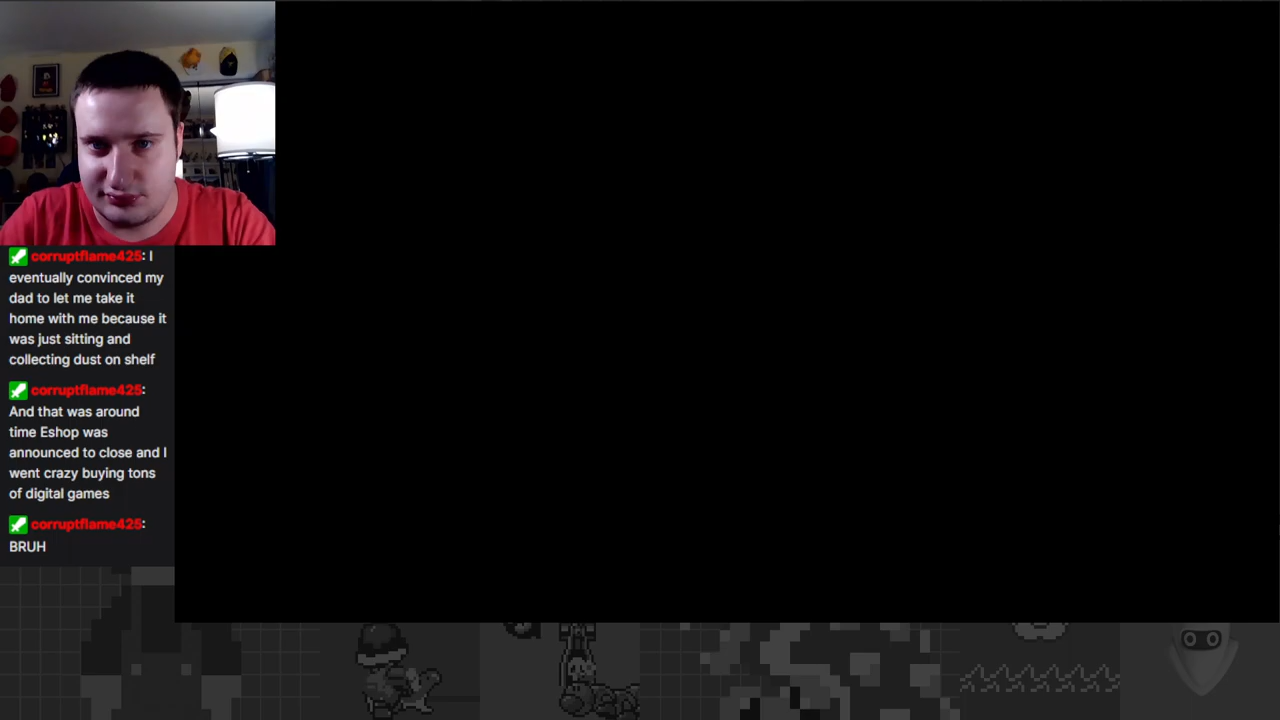 corruptflame425: I
eventually convinced my
dad to let me take it
home with me because it
was just sitting and
collecting dust on shelf
corruptflame425:
And that was around
time Eshop was
announced to close and I
went crazy buying tons
of digital games
corruptflame425:
BRUH